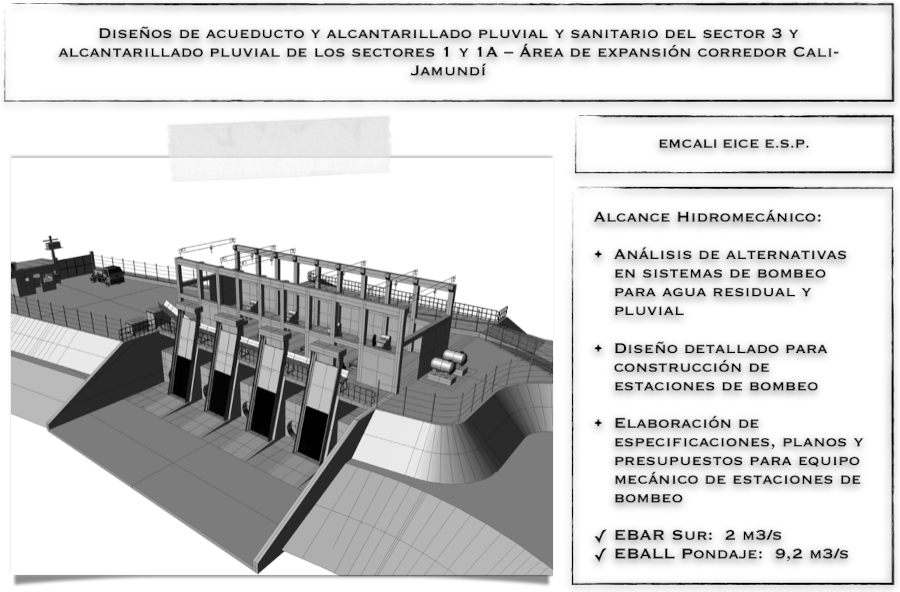 Diseños de acueducto y alcantarillado pluvial y sanitario del sector 3 y
alcantarillado pluvial de los sectores 1 y 1A – Área de expansión corredor Cali-
Jamundí
EMCALI EICE E.S.P.
Alcance Hidromecánico:
+ Análisis de alternativas
en sistemas de bombeo
para agua residual y
pluvial
+ Diseño detallado para
construcción de
estaciones de bombeo
+ Elaboración de
especificaciones, planos y
presupuestos para equipo
mecánico de estaciones de
bombeo
✓ EBAR Sur: 2 m3/s
✓ EBALL Pondaje: 9,2 m3/s